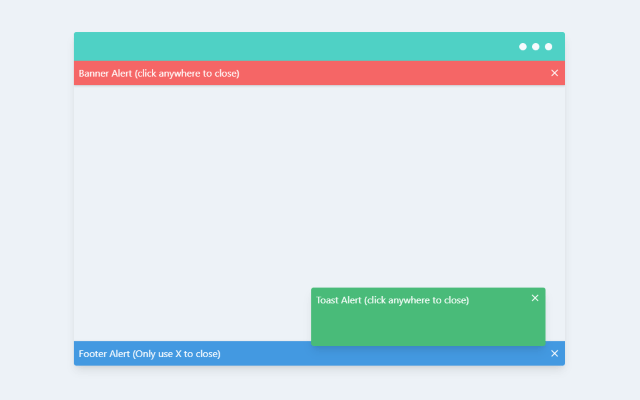 Banner Alert (click anywhere to close)
Toast Alert (click anywhere to close)
Footer Alert (Only use X to close)